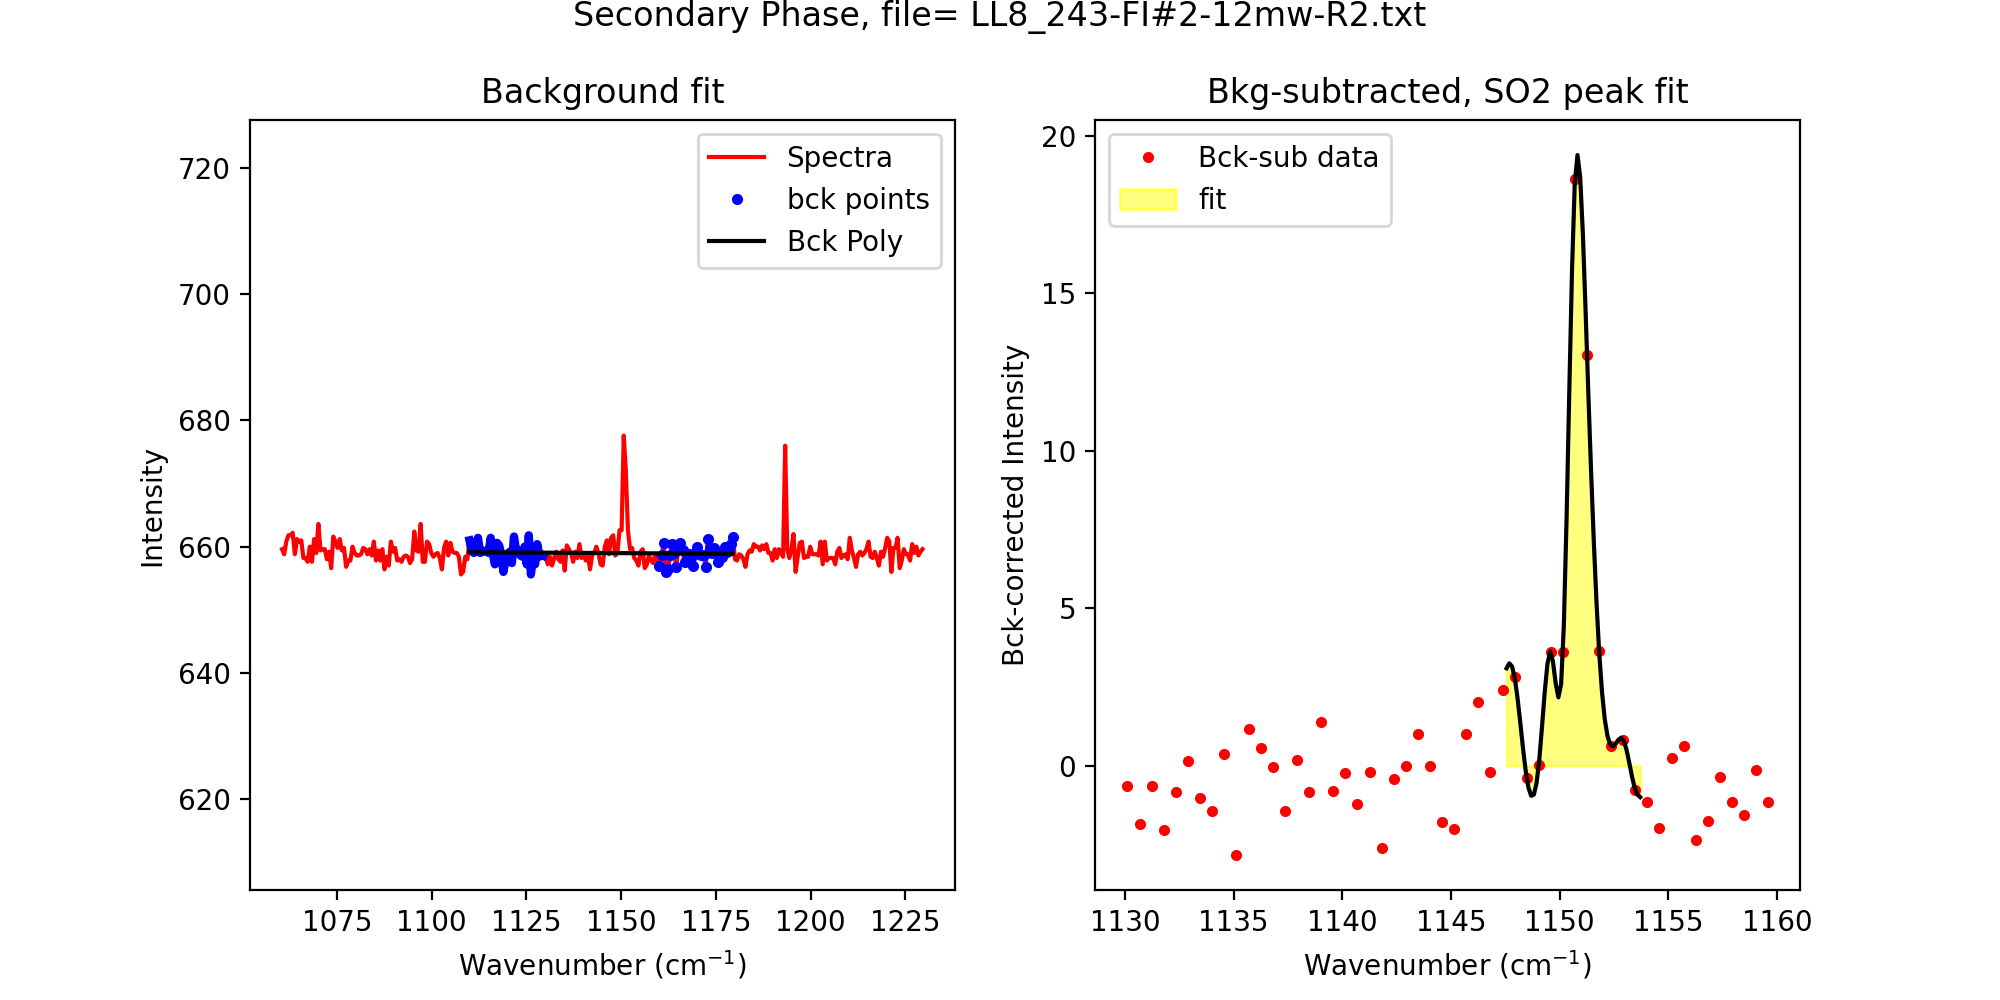 Secondary Phase, file= LL8_243-FI#2-12mw-R2.txt
Background fit
Spectra
bck points
Bck Poly
Intensity
720
700
680
660
640
620
1075 1100 1125 1150 1175 1200 1225
Wavenumber (cm⁻¹)
Bkg-subtracted, SO2 peak fit
Bck-sub data
fit
Bck-corrected Intensity
20
15
10
5
0
1130 1135 1140 1145 1150 1155 1160
Wavenumber (cm⁻¹)